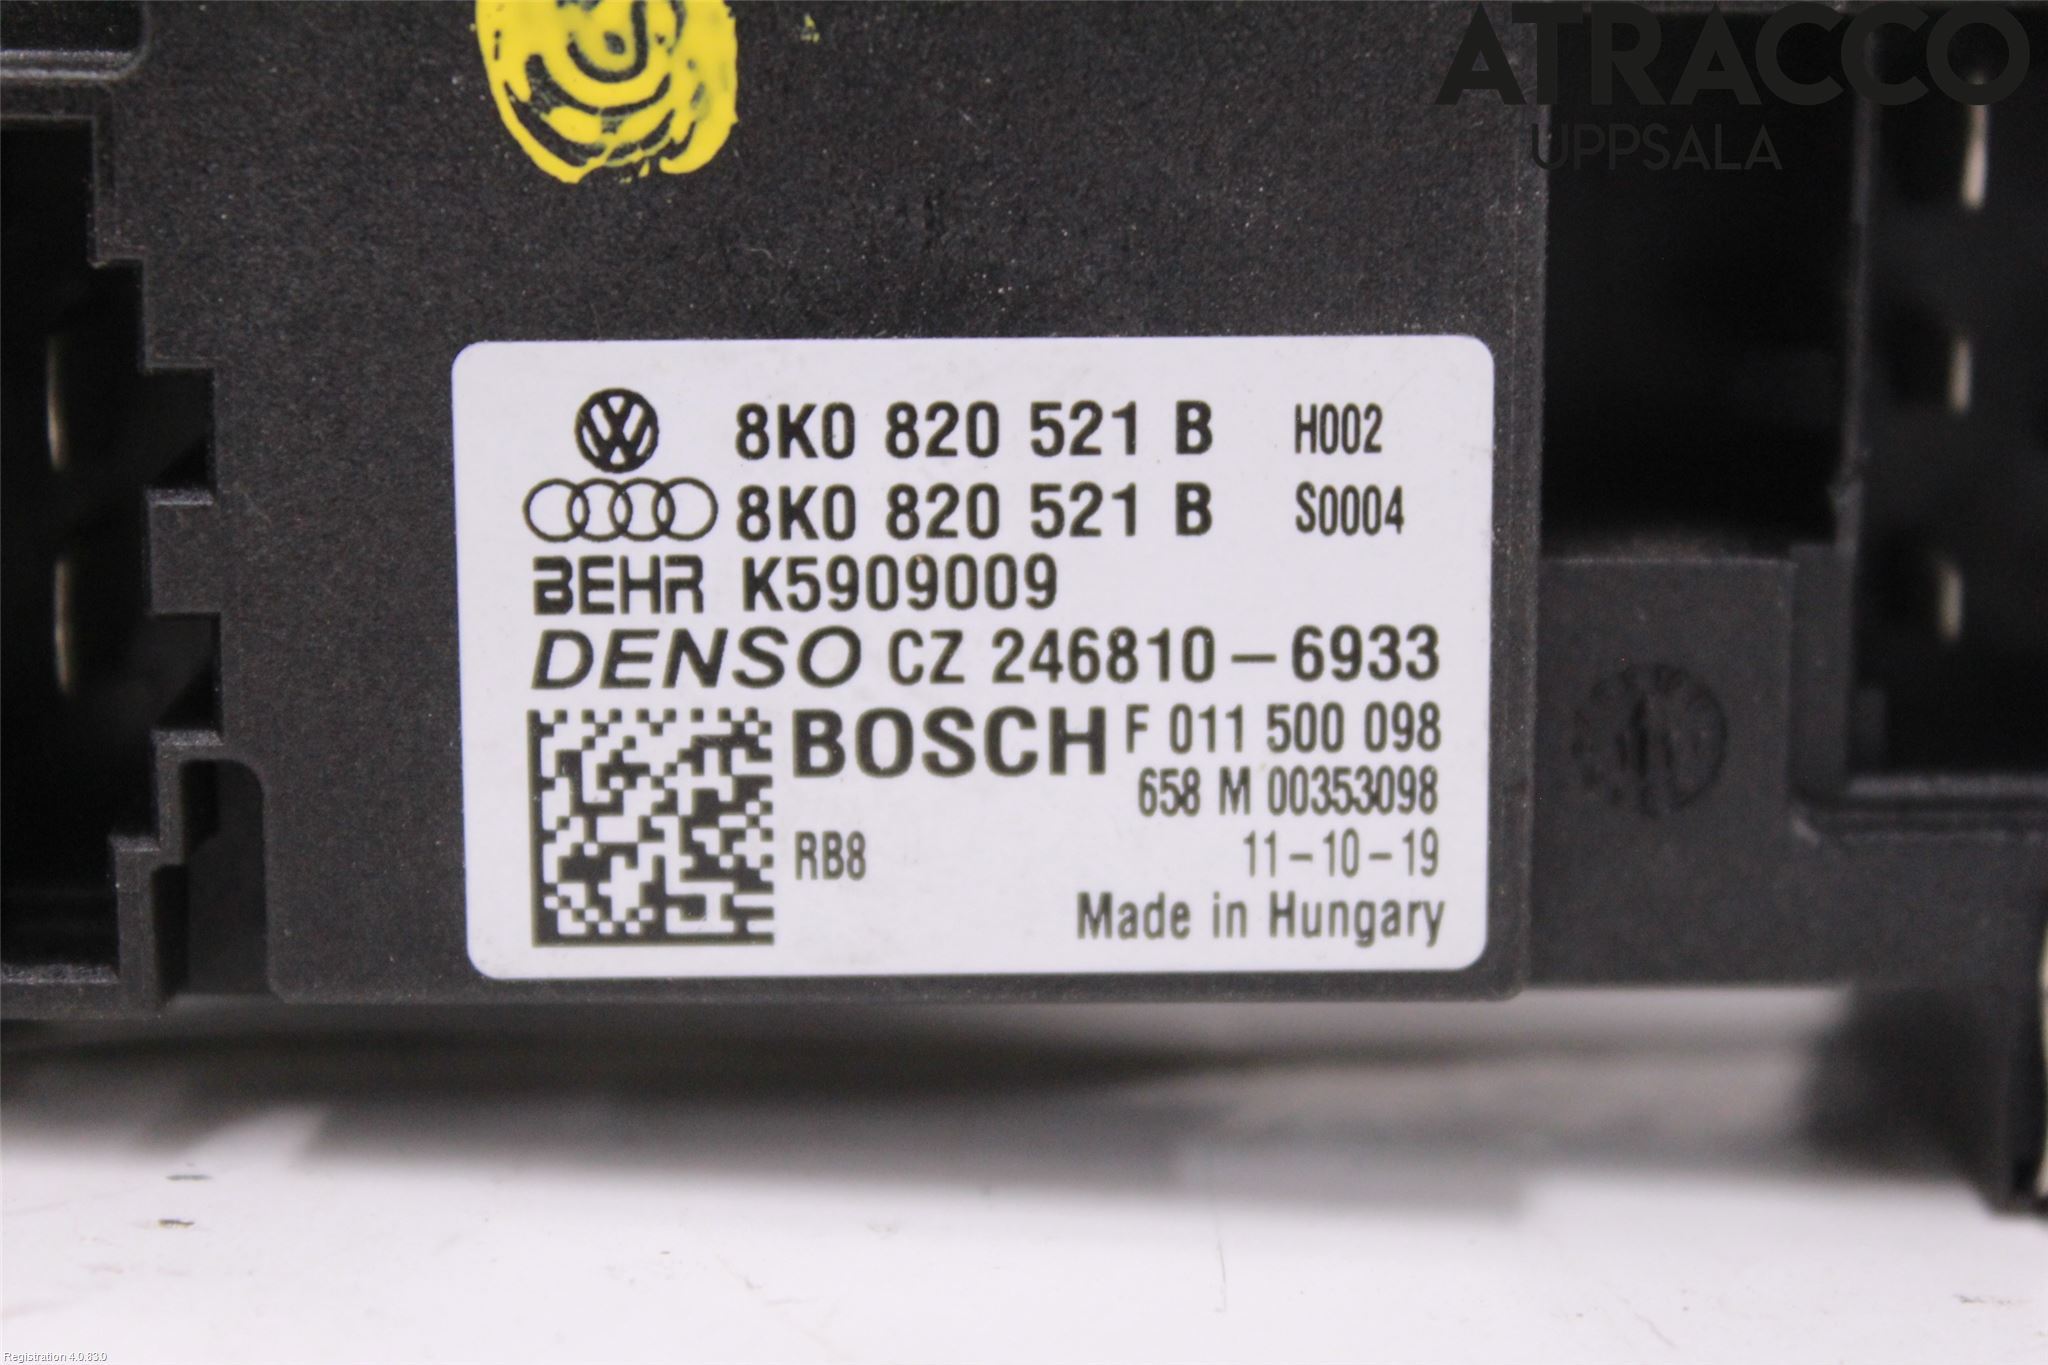 ATRACCO
UPPSALA
8K0 820 521 B H002
8K0 820 521 B S0004
BEHR K5909009
DENSO CZ 246810-6933
BOSCH F 011 500 098
658 M 00353098
RB8 11-10-19
Made in Hungary
Registration 4.0.83.0